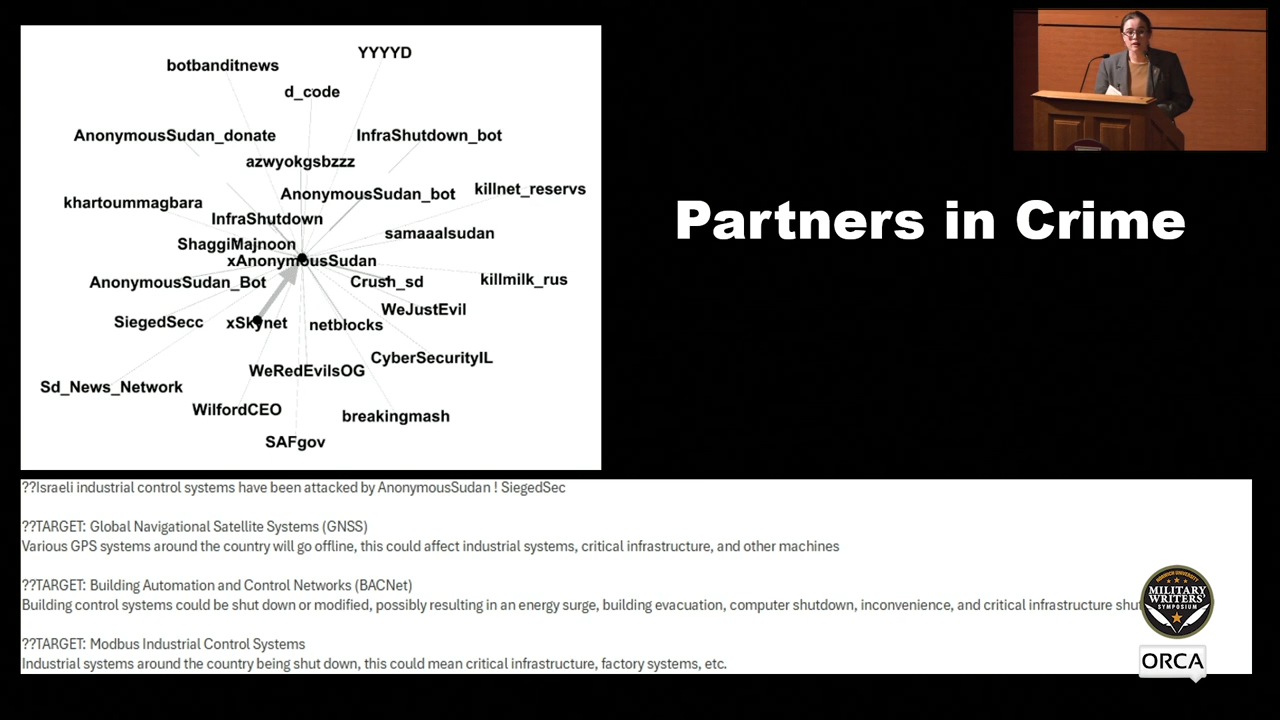 YYYYD
botbanditnews
d_code
AnonymousSudan_donate
InfraShutdown_bot
azwyokgsbzzz
killnet_reservs
AnonymousSudan_bot
khartoummagbara
InfraShutdown
samaaalsudan
ShaggiMajnoon
xAnonymousSudan
killmilk_rus
AnonymousSudan_Bot
Crush_sd
WeJustEvil
SiegedSecc
xSkynet
netblocks
CyberSecurityIL
WeRedEvilsOG
Sd_News_Network
WilfordCEO
breakingmash
SAFgov
Partners in Crime
??Israeli industrial control systems have been attacked by AnonymousSudan ! SiegedSec
??TARGET: Global Navigational Satellite Systems (GNSS)
Various GPS systems around the country will go offline, this could affect industrial systems, critical infrastructure, and other machines
??TARGET: Building Automation and Control Networks (BACNet)
Building control systems could be shut down or modified, possibly resulting in an energy surge, building evacuation, computer shutdown, inconvenience, and critical infrastructure shu
??TARGET: Modbus Industrial Control Systems
Industrial systems around the country being shut down, this could mean critical infrastructure, factory systems, etc.
NORWICH UNIVERSITY
MILITARY
WRITERS'
SYMPOSIUM
ORCA